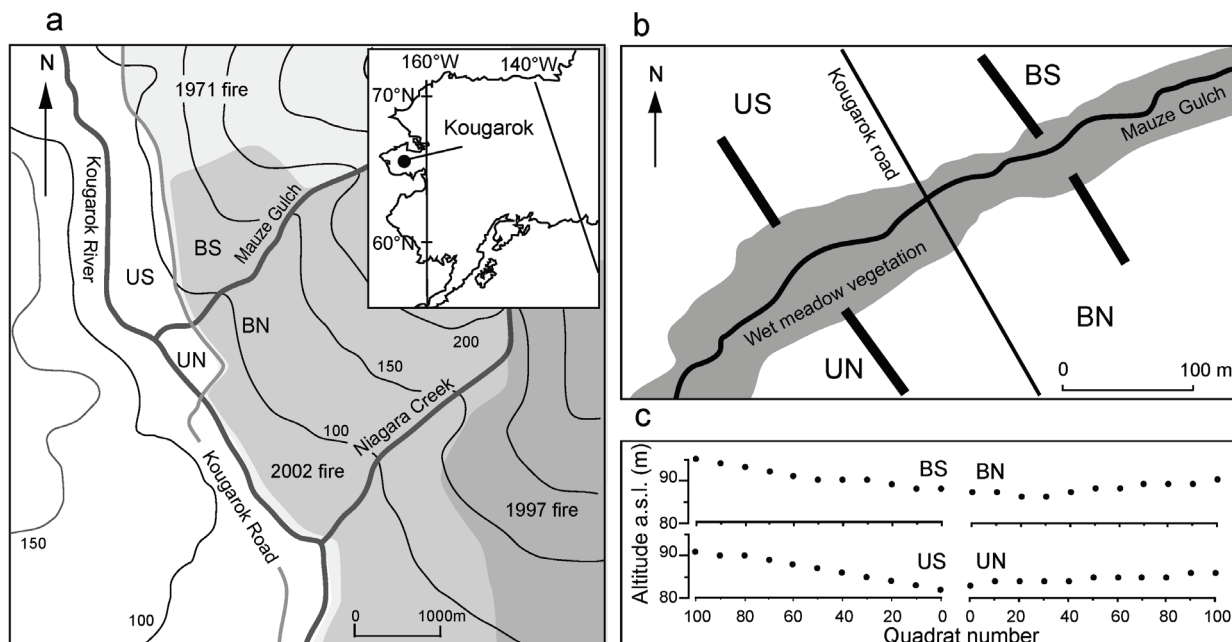 a
N
1971 fire
160°W
140°W
70°N
Kougarok
60°N
Kougarok River
Mauze Gulch
BS
US
BN
UN
200
150
100
Niagara Creek
2002 fire
Kougarok Road
1997 fire
150
100
0 1000m
b
N
US
Kougarok road
BS
Mauze Gulch
Wet meadow vegetation
BN
UN
0 100 m
c
Altitude a.s.l. (m)
90
BS
BN
80
90
US
UN
80
100 80 60 40 20 0 0 20 40 60 80 100
Quadrat number